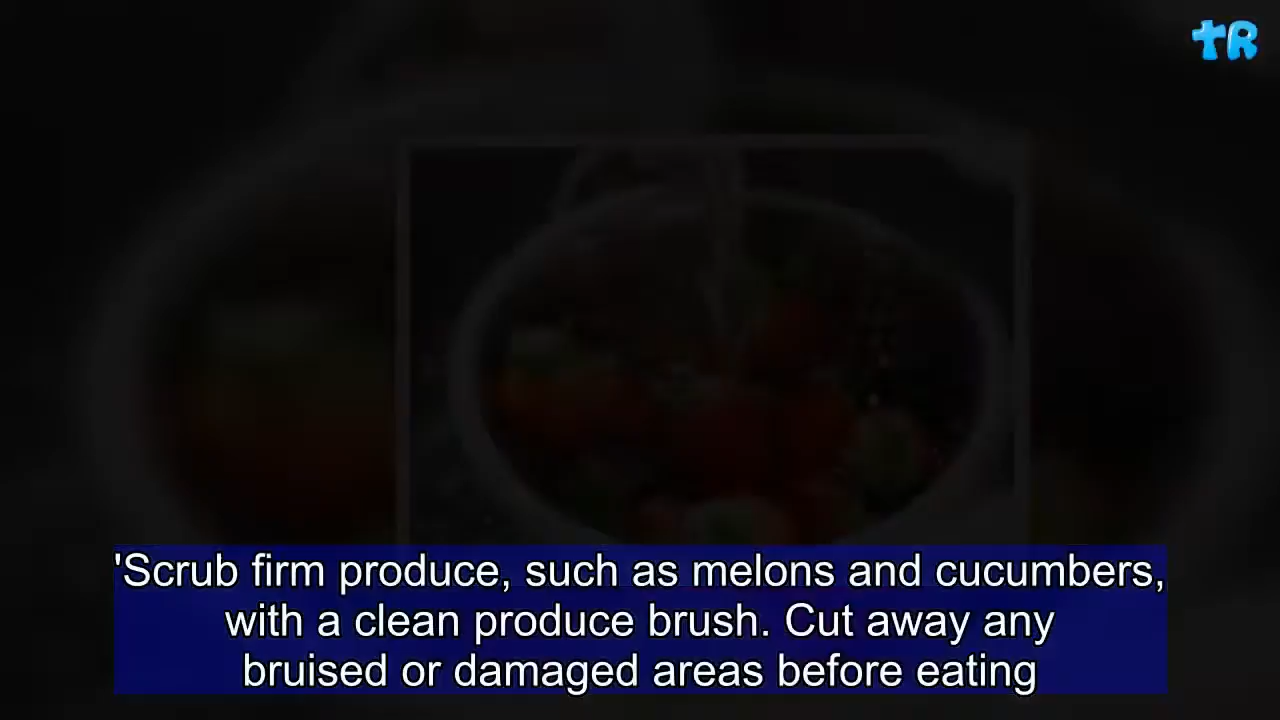 TR
'Scrub firm produce, such as melons and cucumbers,
with a clean produce brush. Cut away any
bruised or damaged areas before eating